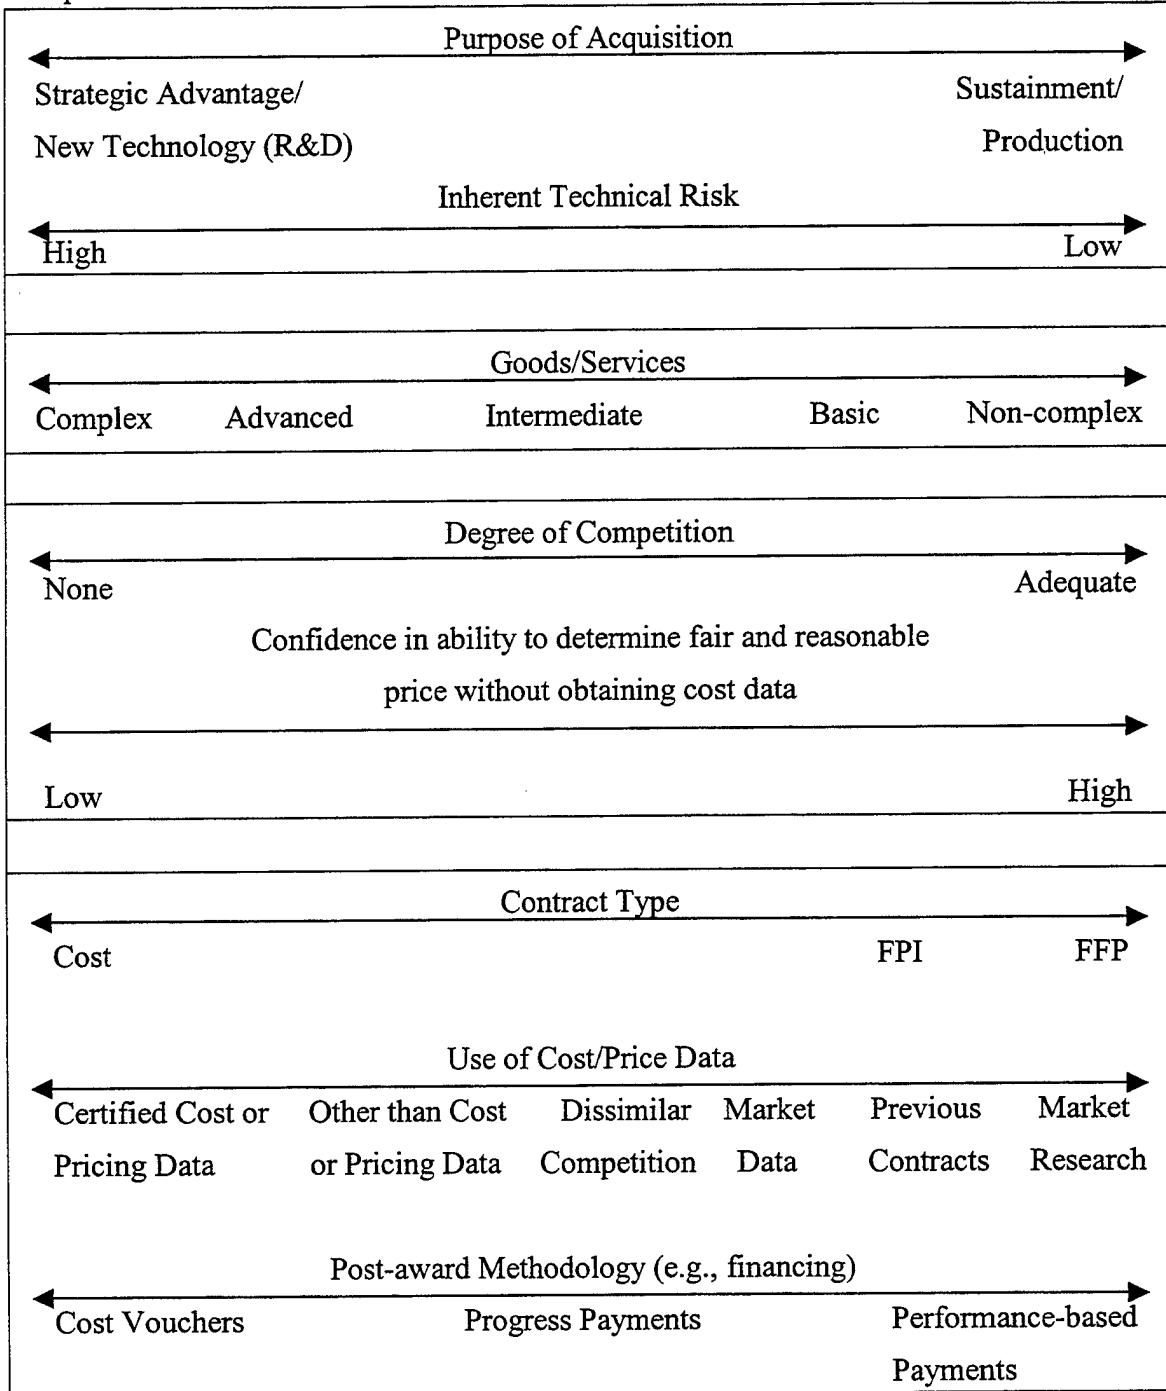 Purpose of Acquisition
Strategic Advantage/ Sustainment/
New Technology (R&D) Production
Inherent Technical Risk
High Low
Goods/Services
Complex Advanced Intermediate Basic Non-complex
Degree of Competition
None Adequate
Confidence in ability to determine fair and reasonable
price without obtaining cost data
Low High
Contract Type
Cost FPI FFP
Use of Cost/Price Data
Certified Cost or Other than Cost Dissimilar Market Previous Market
Pricing Data or Pricing Data Competition Data Contracts Research
Post-award Methodology (e.g., financing)
Cost Vouchers Progress Payments Performance-based
Payments